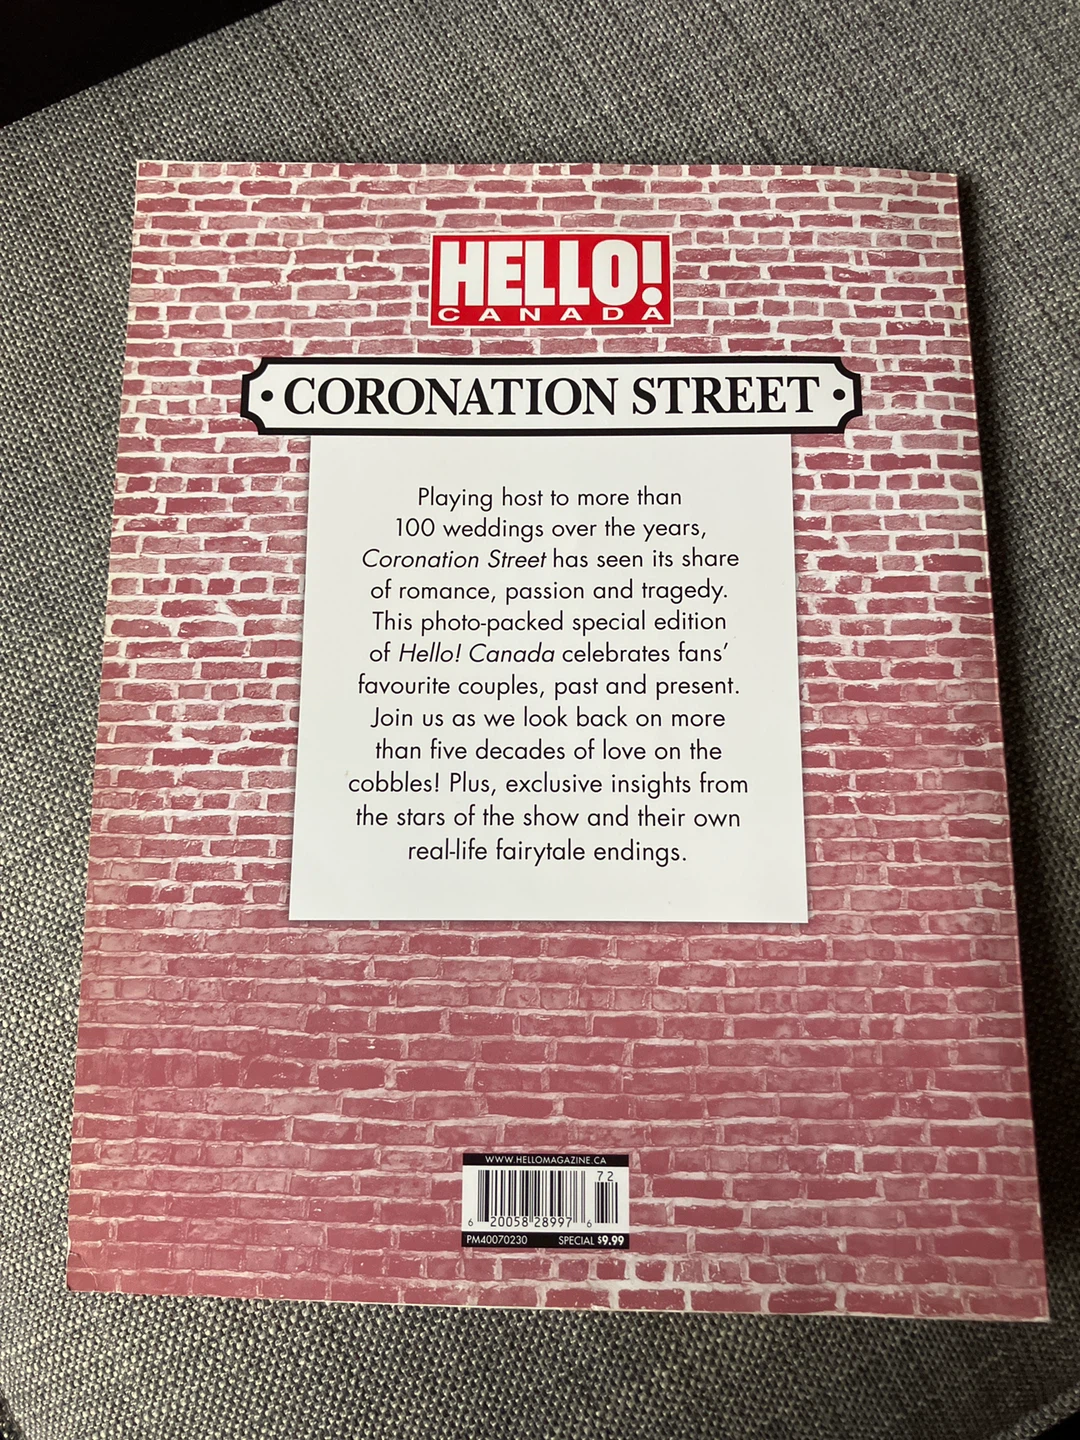 HELLO!
CANADA
• CORONATION STREET •
Playing host to more than
100 weddings over the years,
Coronation Street has seen its share
of romance, passion and tragedy.
This photo-packed special edition
of Hello! Canada celebrates fans’
favourite couples, past and present.
Join us as we look back on more
than five decades of love on the
cobbles! Plus, exclusive insights from
the stars of the show and their own
real-life fairytale endings.
WWW.HELLOMAGAZINE.CA
72
6 20058 28997 6
PM40070230 SPECIAL $9.99